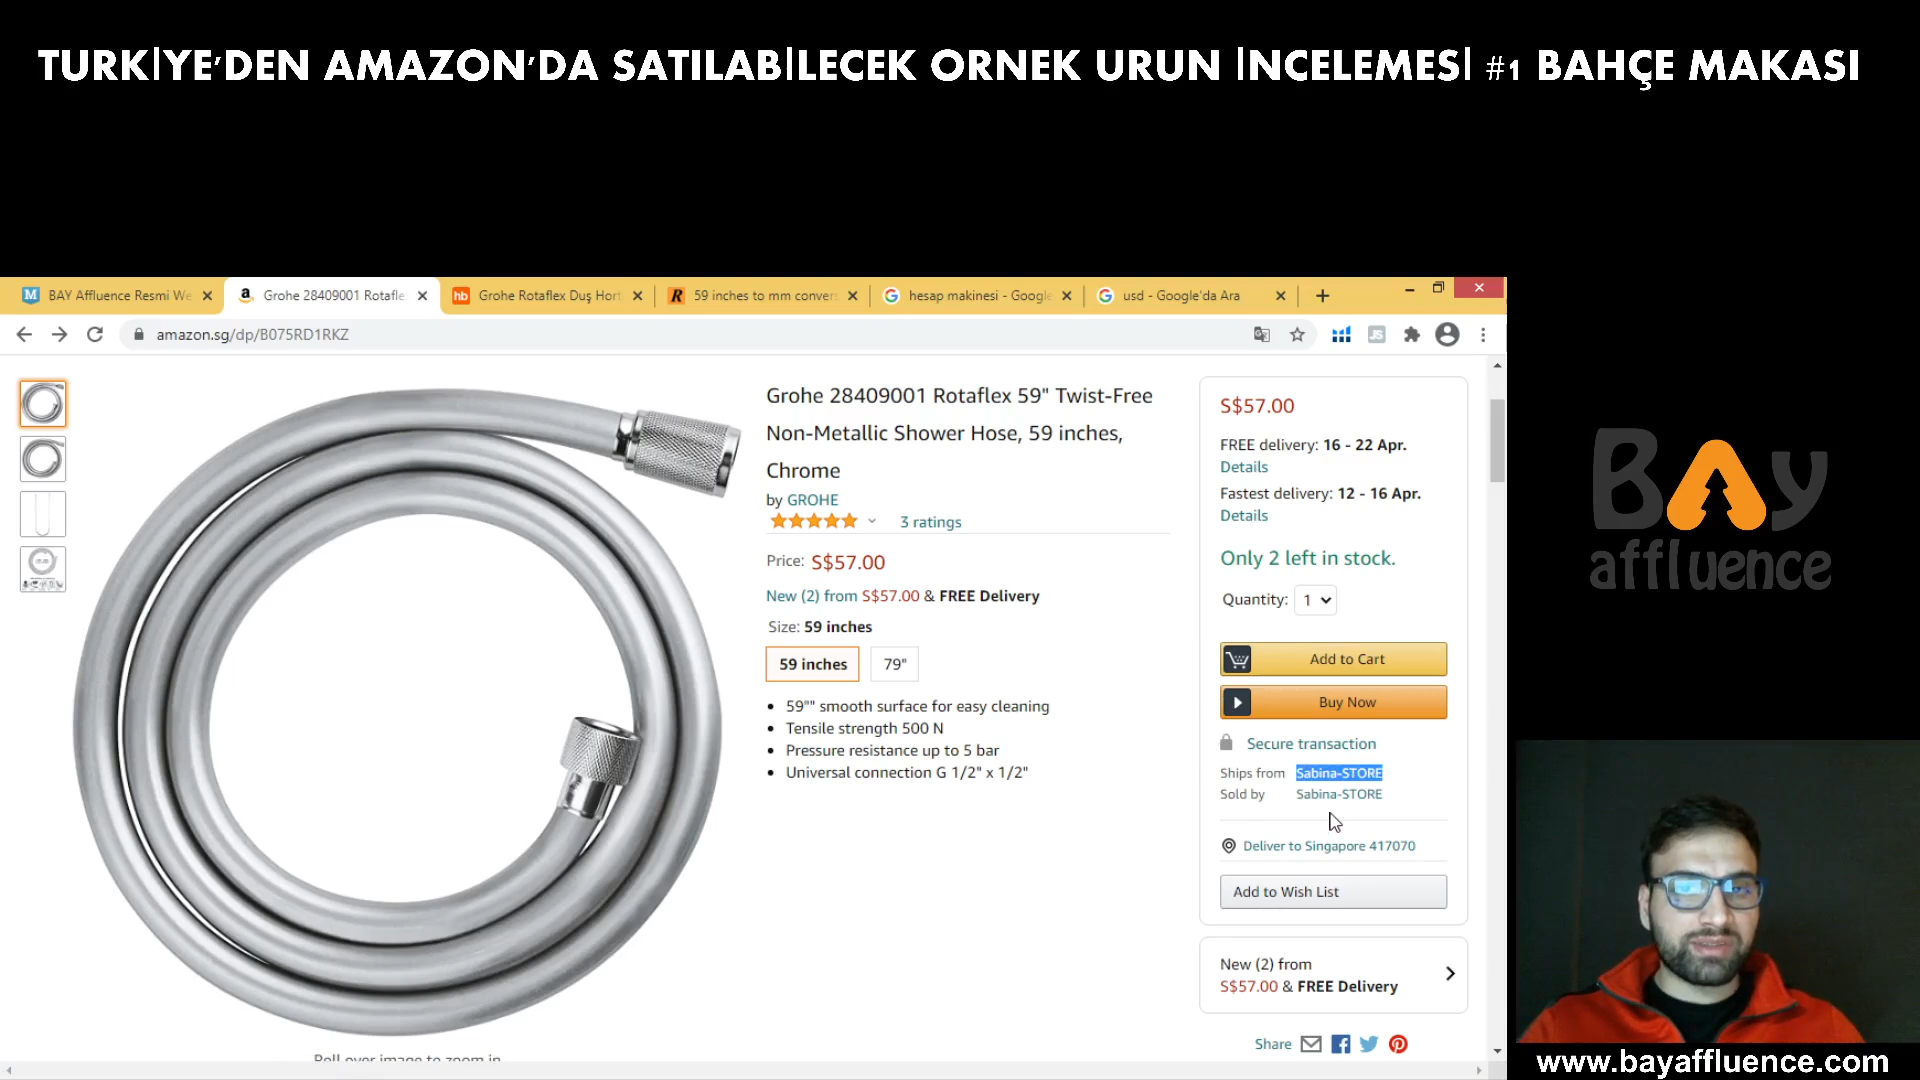 TURKİYE'DEN AMAZON'DA SATILABİLECEK ORNEK URUN İNCELEMESİ #1 BAHÇE MAKASI
BAY Affluence Resmi We
Grohe 28409001 Rotafle
hb Grohe Rotaflex Duş Hort
R 59 inches to mm conver
hesap makinesi - Google
usd - Google'da Ara
amazon.sg/dp/B075RD1RKZ
Grohe 28409001 Rotaflex 59" Twist-Free
Non-Metallic Shower Hose, 59 inches,
Chrome
by GROHE
3 ratings
Price: S$57.00
New (2) from S$57.00 & FREE Delivery
Size: 59 inches
59 inches
79"
• 59"" smooth surface for easy cleaning
• Tensile strength 500 N
• Pressure resistance up to 5 bar
• Universal connection G 1/2" x 1/2"
Roll over image to zoom in
S$57.00
FREE delivery: 16 - 22 Apr.
Details
Fastest delivery: 12 - 16 Apr.
Details
Only 2 left in stock.
Quantity: 1
Add to Cart
Buy Now
Secure transaction
Ships from Sabina-STORE
Sold by Sabina-STORE
Deliver to Singapore 417070
Add to Wish List
New (2) from
S$57.00 & FREE Delivery
Share
BAy
affluence
www.bayaffluence.com